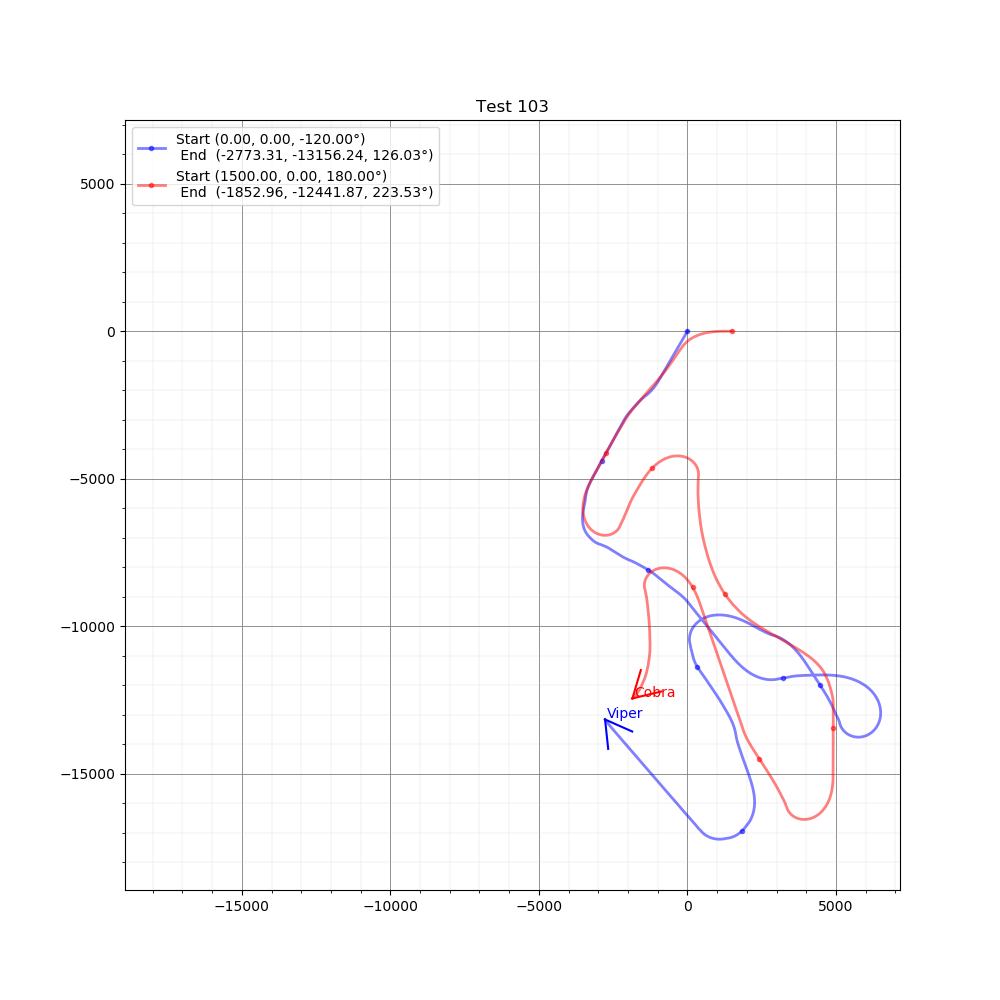 Test 103
Start (0.00, 0.00, -120.00°)
End (-2773.31, -13156.24, 126.03°)
Start (1500.00, 0.00, 180.00°)
End (-1852.96, -12441.87, 223.53°)
5000
0
−5000
−10000
−15000
Cobra
Viper
−15000
−10000
−5000
0
5000